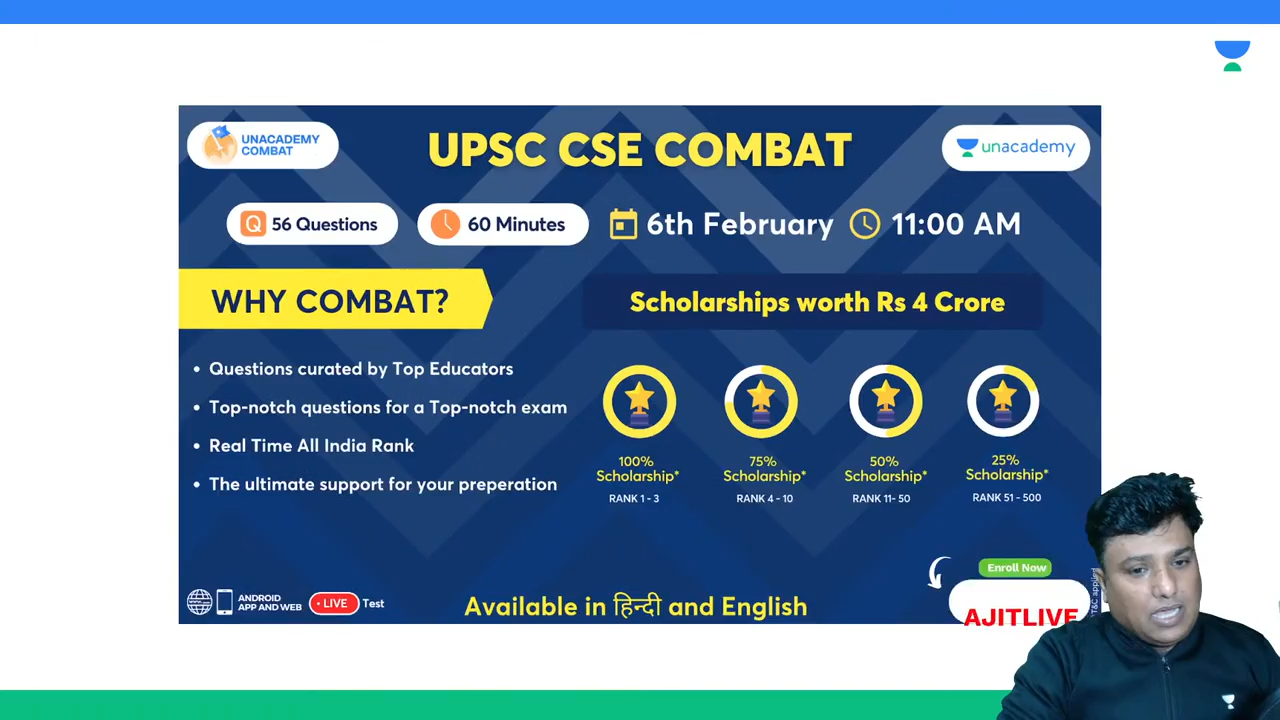 UNACADEMY
COMBAT
UPSC CSE COMBAT
unacademy
Q 56 Questions
60 Minutes
6th February
11:00 AM
WHY COMBAT?
• Questions curated by Top Educators
• Top-notch questions for a Top-notch exam
• Real Time All India Rank
• The ultimate support for your preperation
Scholarships worth Rs 4 Crore
100%
Scholarship*
RANK 1 - 3
75%
Scholarship*
RANK 4 - 10
50%
Scholarship*
RANK 11- 50
25%
Scholarship*
RANK 51 - 500
ANDROID
APP AND WEB
• LIVE Test
Available in हिन्दी and English
Enroll Now
AJITLIVE
*T&C applied